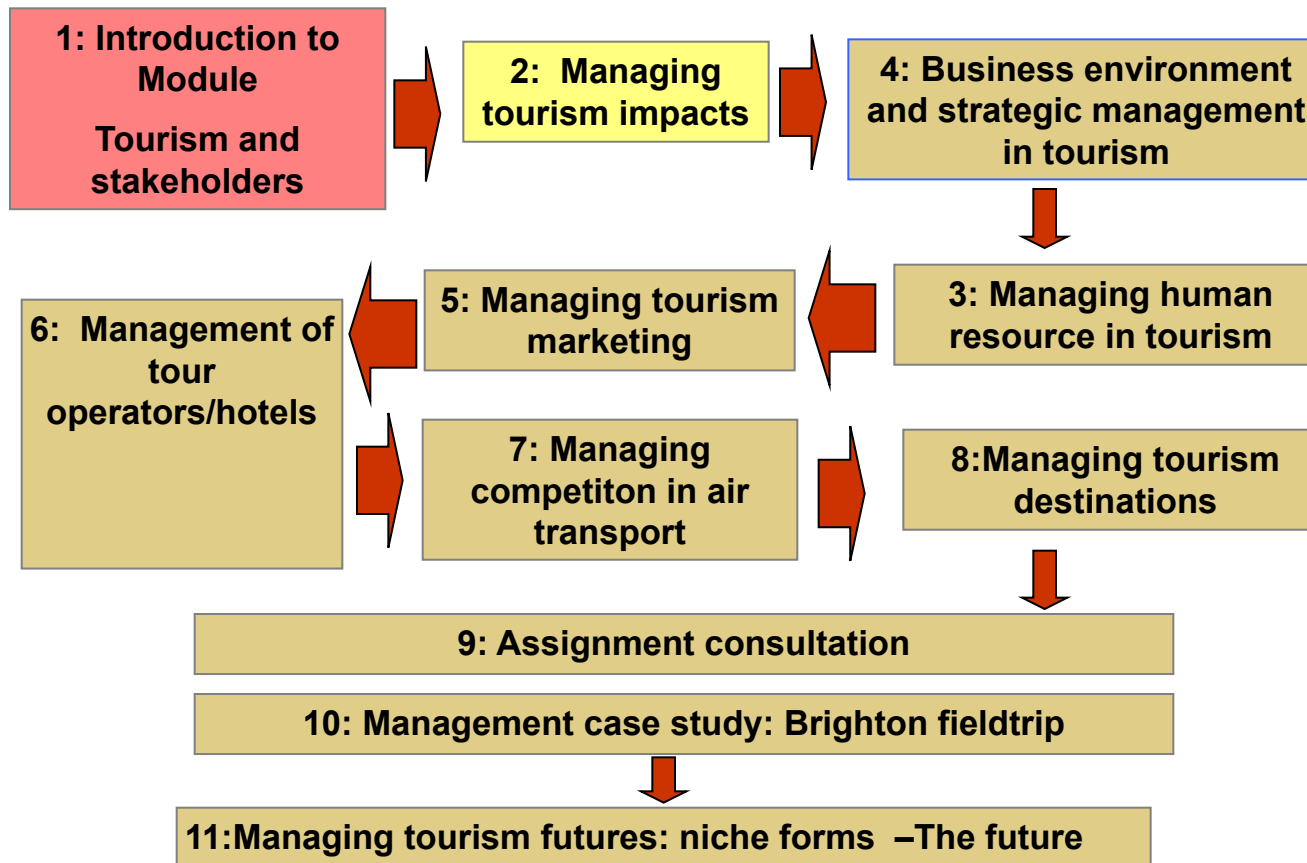 1: Introduction to
Module
Tourism and
stakeholders
2:  Managing
tourism impacts
4: Business environment
and strategic management
in tourism
3: Managing human
resource in tourism
5: Managing tourism
marketing
6:  Management of
tour
operators/hotels
7: Managing
competiton in air
transport
8:Managing tourism
destinations
9: Assignment consultation
10: Management case study: Brighton fieldtrip
11:Managing tourism futures: niche forms  –The future